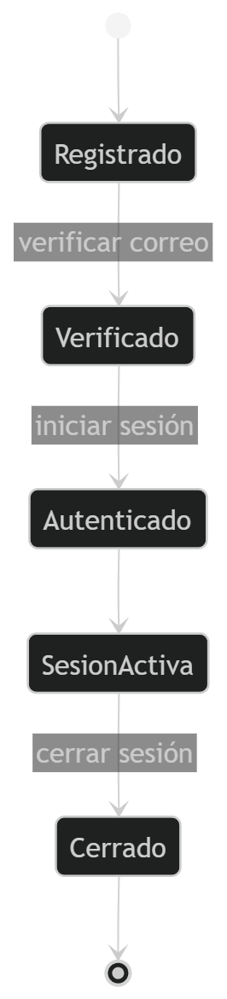 Registrado
verificar correo
Verificado
iniciar sesión
Autenticado
SesionActiva
cerrar sesión
Cerrado